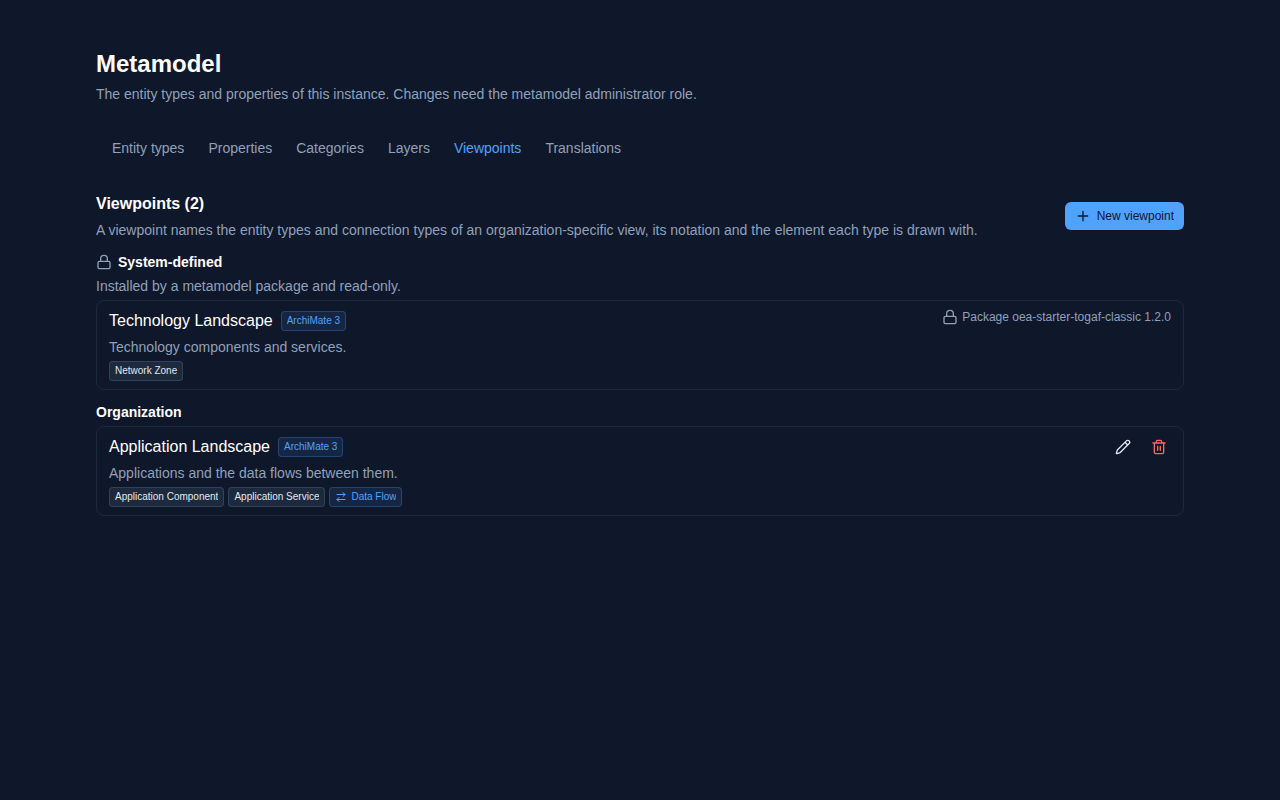 Metamodel
The entity types and properties of this instance. Changes need the metamodel administrator role.
Entity types Properties Categories Layers Viewpoints Translations
Viewpoints (2)
New viewpoint
A viewpoint names the entity types and connection types of an organization-specific view, its notation and the element each type is drawn with.
System-defined
Installed by a metamodel package and read-only.
Technology Landscape ArchiMate 3 Package oea-starter-togaf-classic 1.2.0
Technology components and services.
Network Zone
Organization
Application Landscape ArchiMate 3
Applications and the data flows between them.
Application Component Application Service Data Flow